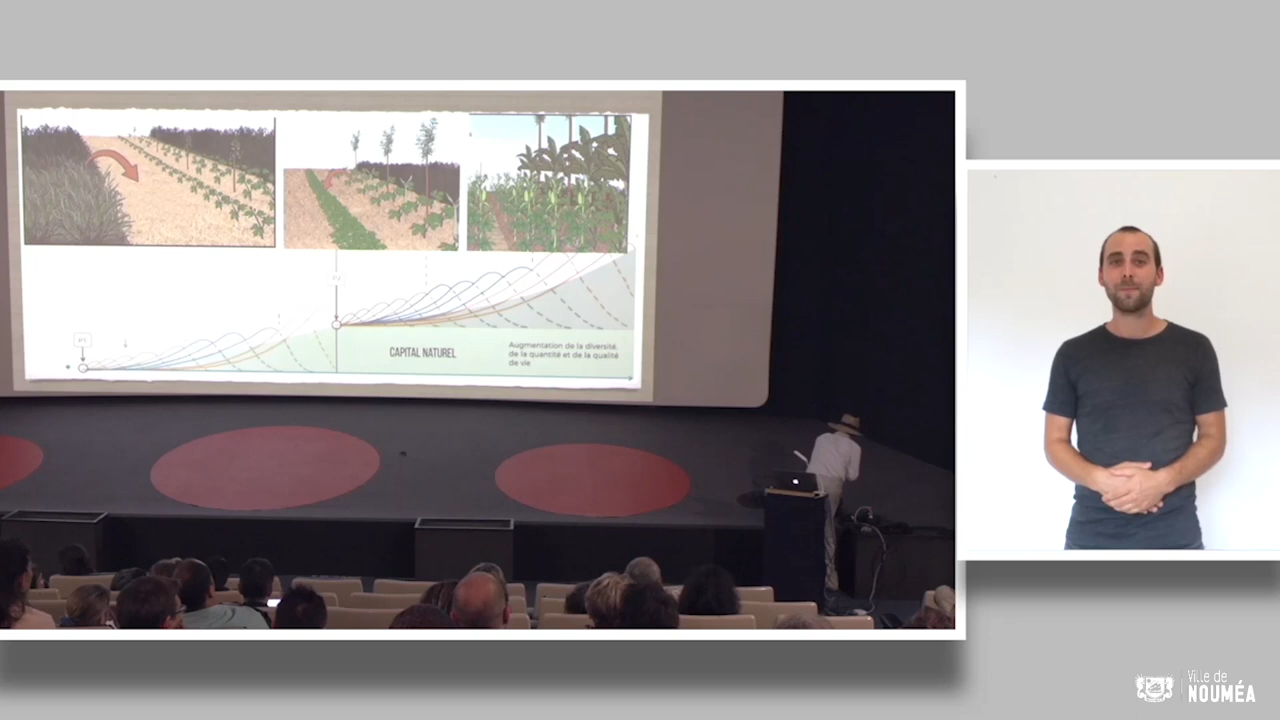 CAPITAL NATUREL
Augmentation de la diversité,
de la quantité et de la qualité
de vie
Ville de
NOUMÉA